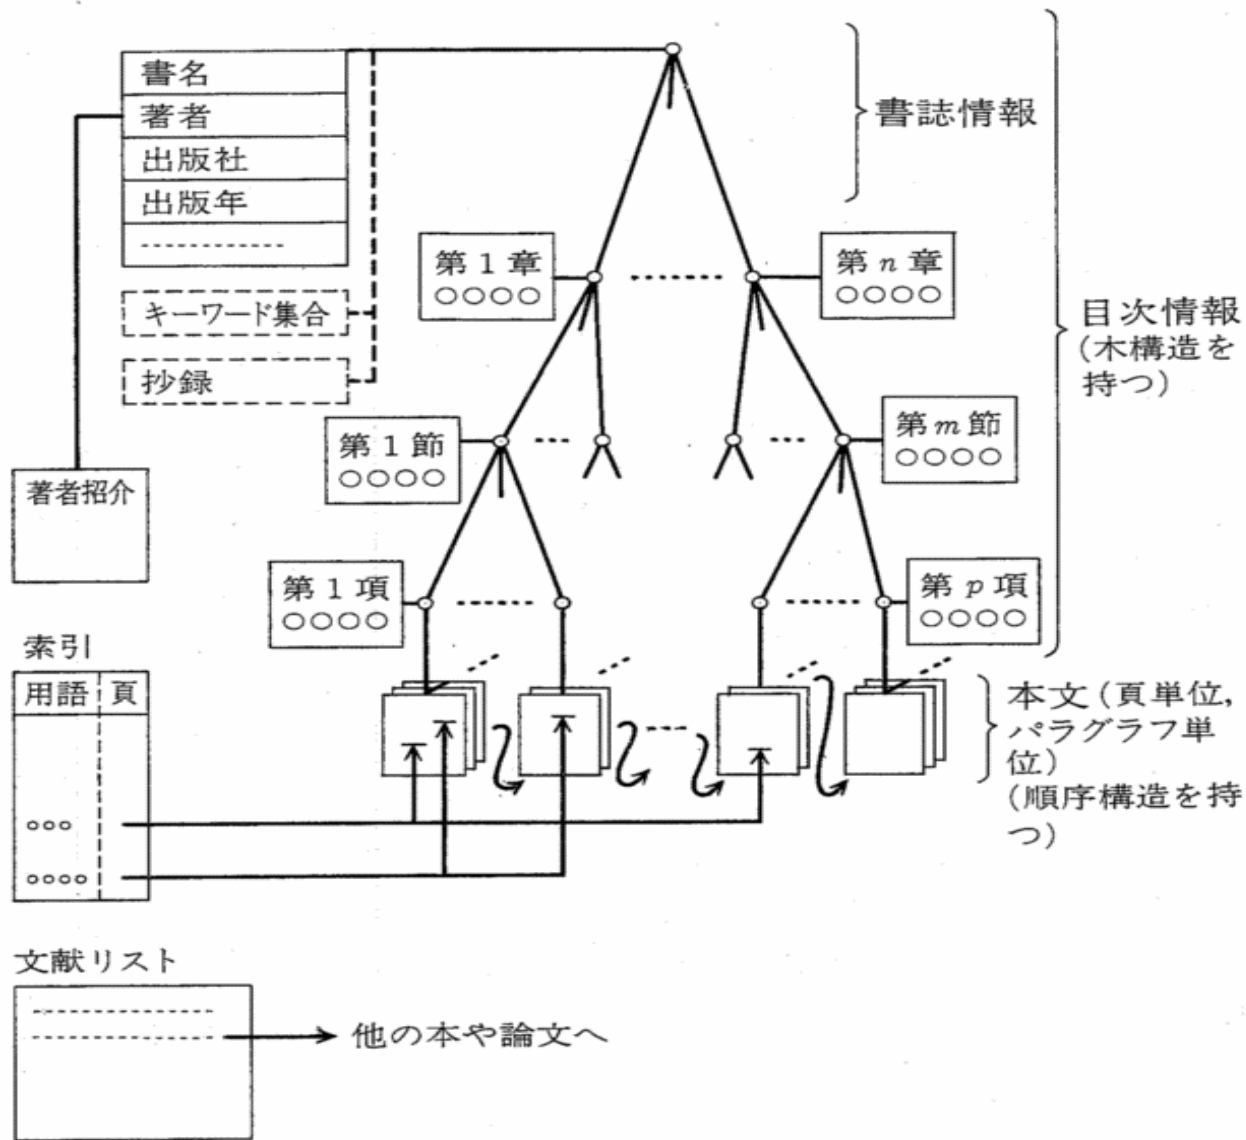 書名
著者
出版社
出版年
キーワード集合
抄録
著者招介
書誌情報
第1章
○○○○
第n章
○○○○
目次情報
(木構造を
持つ)
第1節
○○○○
第m節
○○○○
第1項
○○○○
第p項
○○○○
索引
用語 頁
○○○
○○○○
本文(頁単位,
パラグラフ単
位)
(順序構造を持
つ)
文献リスト
他の本や論文へ